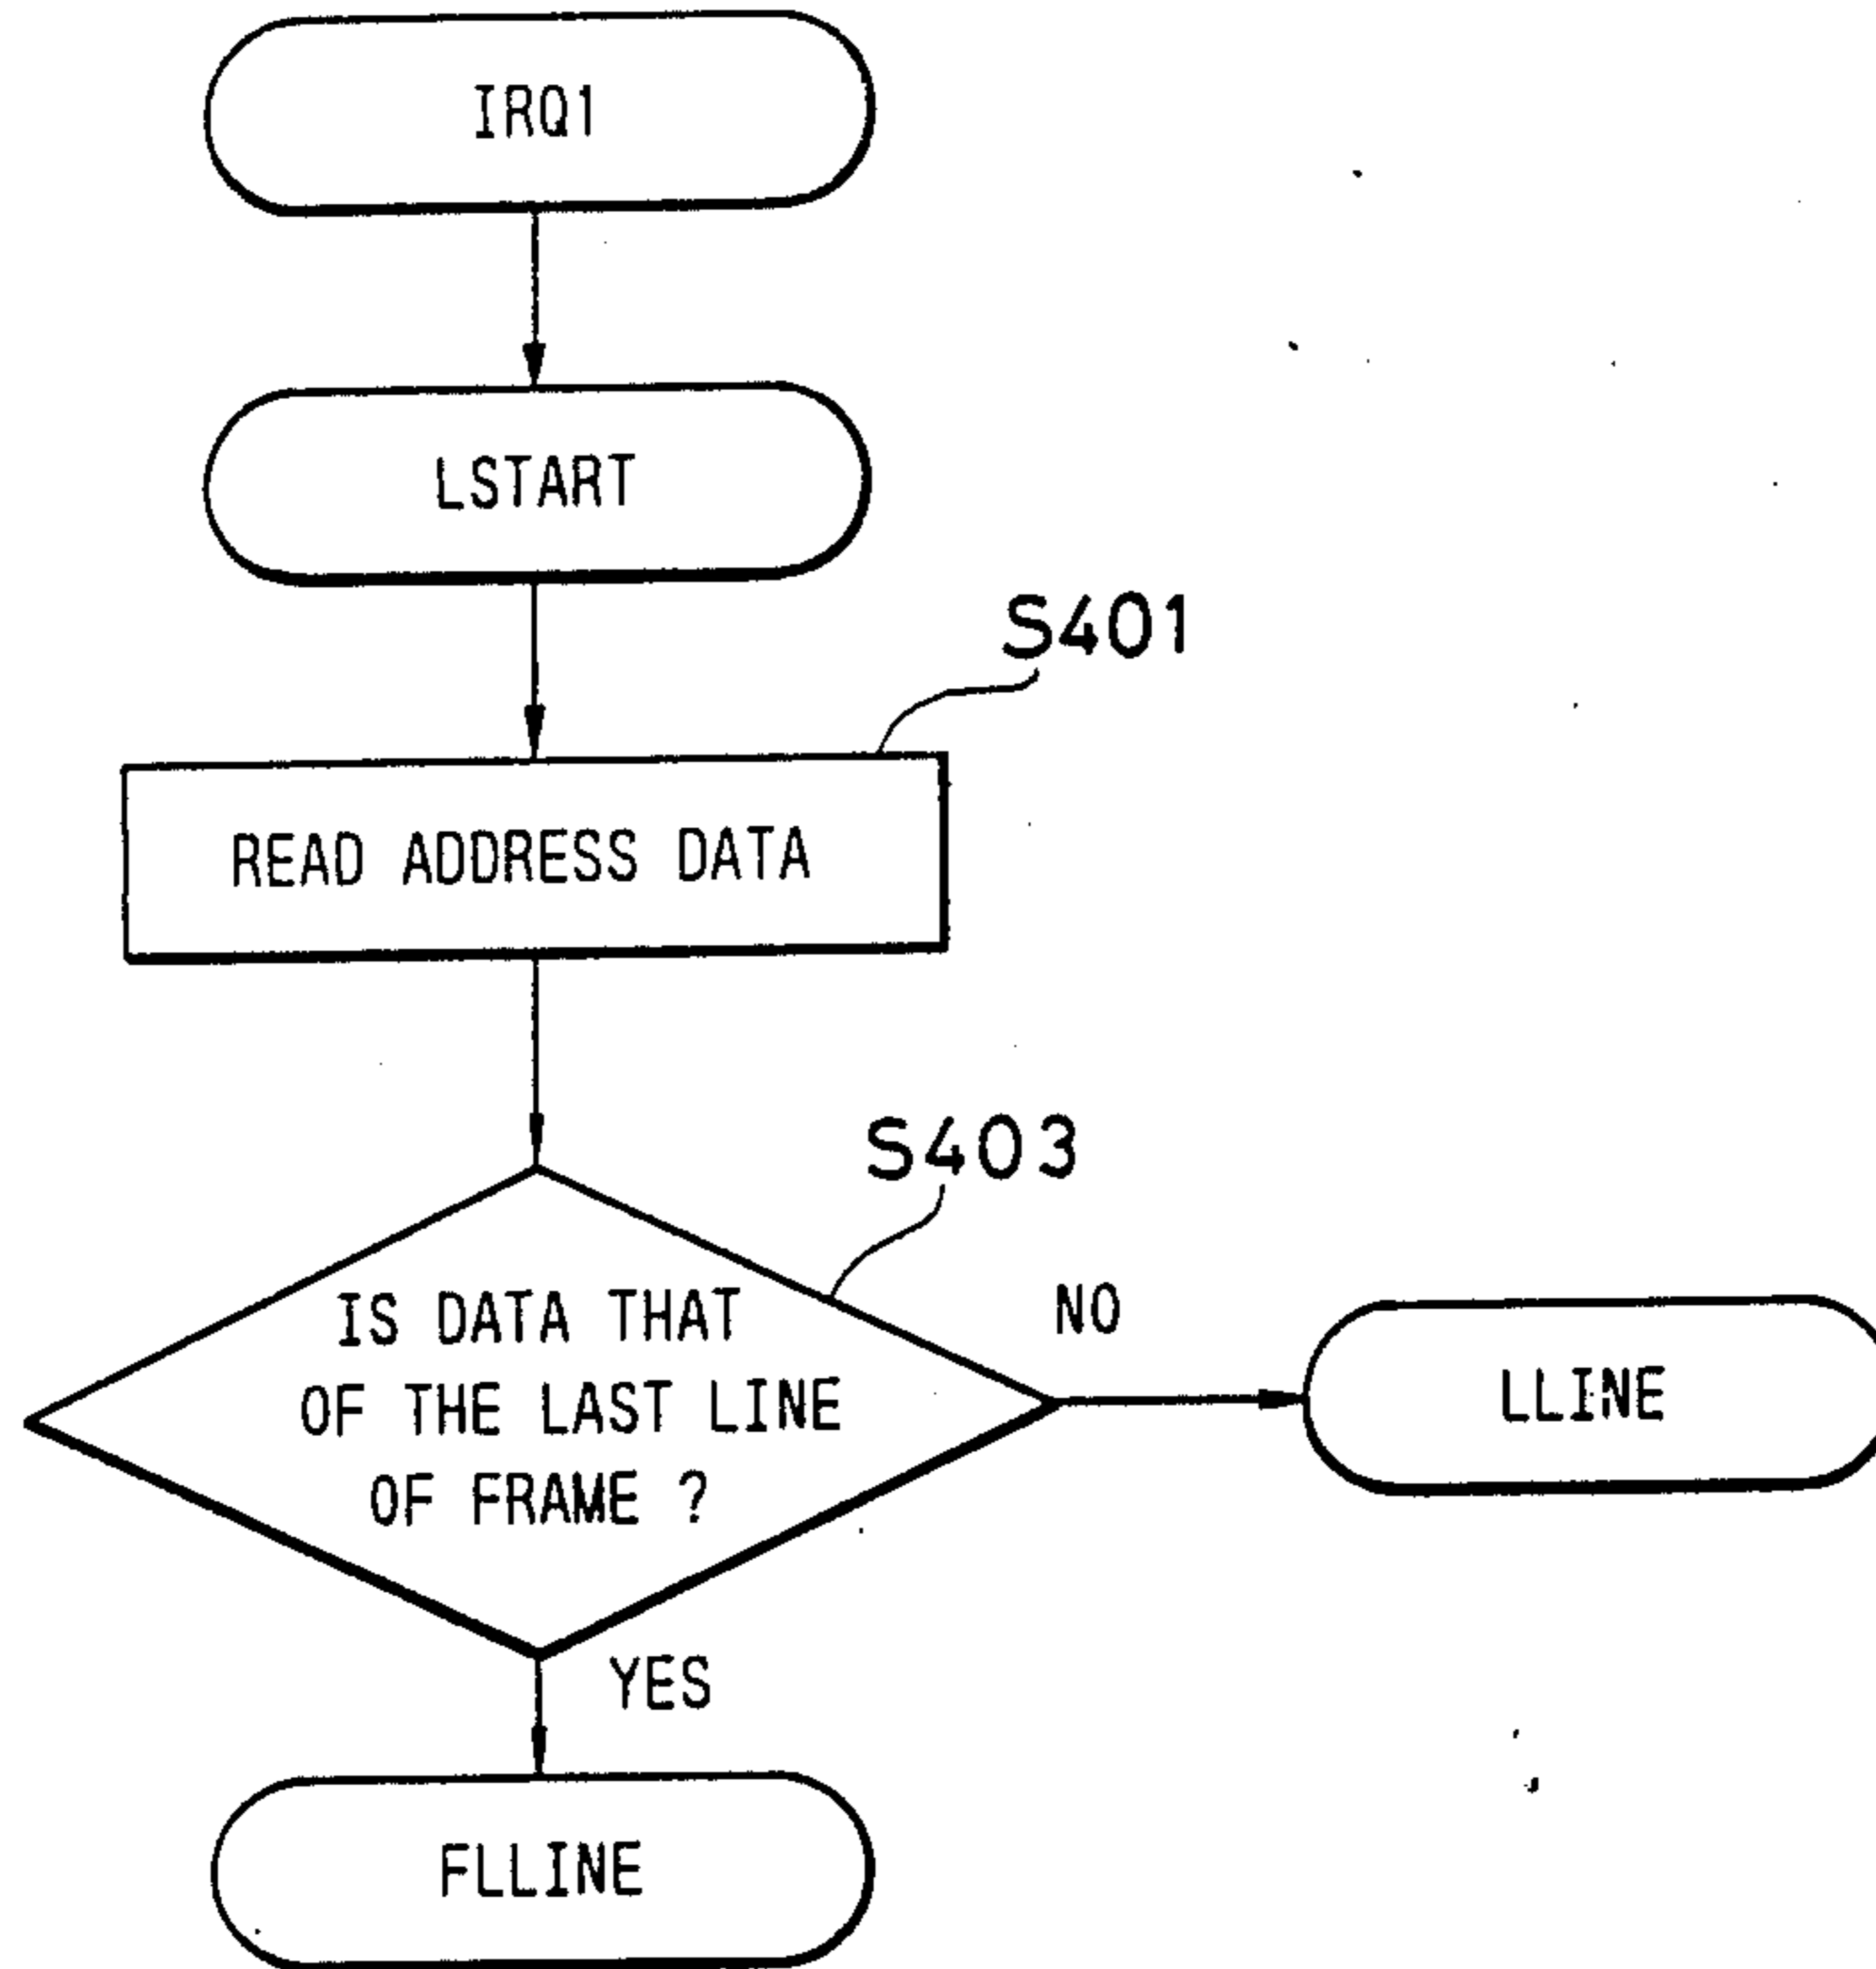 IRQ1
LSTART
S401
READ ADDRESS DATA
S403
IS DATA THAT
OF THE LAST LINE
OF FRAME ?
NO
LLINE
YES
FLLINE